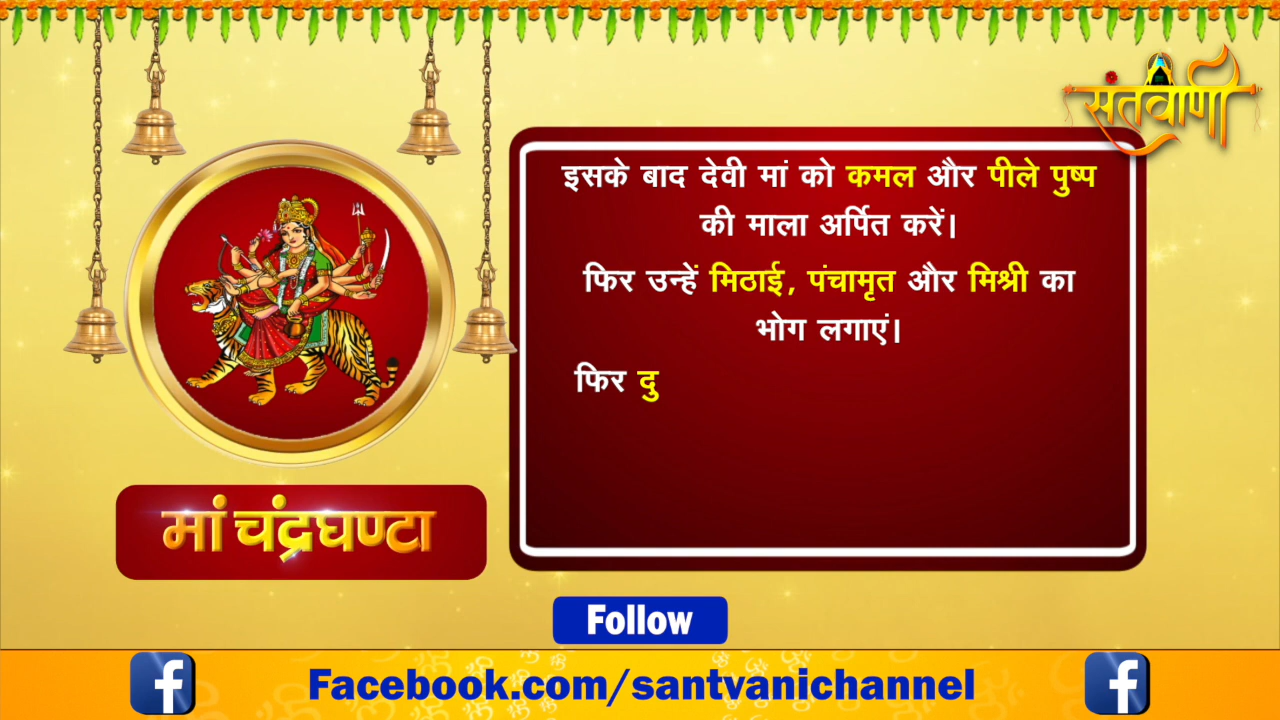 संतवाणी
इसके बाद देवी मां को कमल और पीले पुष्प
की माला अर्पित करें।
फिर उन्हें मिठाई, पंचामृत और मिश्री का
भोग लगाएं।
फिर दु
मां चंद्रघण्टा
Follow
Facebook.com/santvanichannel